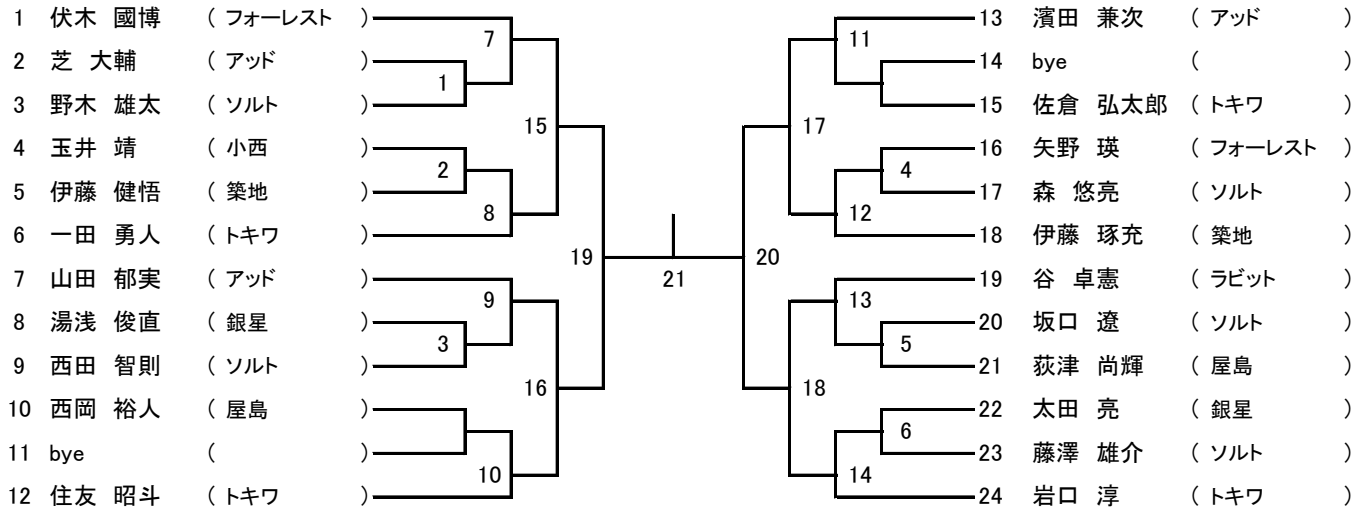 1 伏木 國博 ( フォーレスト )
2 芝 大輔 ( アッド )
3 野木 雄太 ( ソルト )
4 玉井 靖 ( 小西 )
5 伊藤 健悟 ( 築地 )
6 一田 勇人 ( トキワ )
7 山田 郁実 ( アッド )
8 湯浅 俊直 ( 銀星 )
9 西田 智則 ( ソルト )
10 西岡 裕人 ( 屋島 )
11 bye ( )
12 住友 昭斗 ( トキワ )
7
1
15
2
8
19
9
3
16
10
21
11
17
4
12
20
13
5
18
6
14
13 濱田 兼次 ( アッド )
14 bye ( )
15 佐倉 弘太郎 ( トキワ )
16 矢野 瑛 ( フォーレスト )
17 森 悠亮 ( ソルト )
18 伊藤 琢充 ( 築地 )
19 谷 卓憲 ( ラビット )
20 坂口 遼 ( ソルト )
21 荻津 尚輝 ( 屋島 )
22 太田 亮 ( 銀星 )
23 藤澤 雄介 ( ソルト )
24 岩口 淳 ( トキワ )